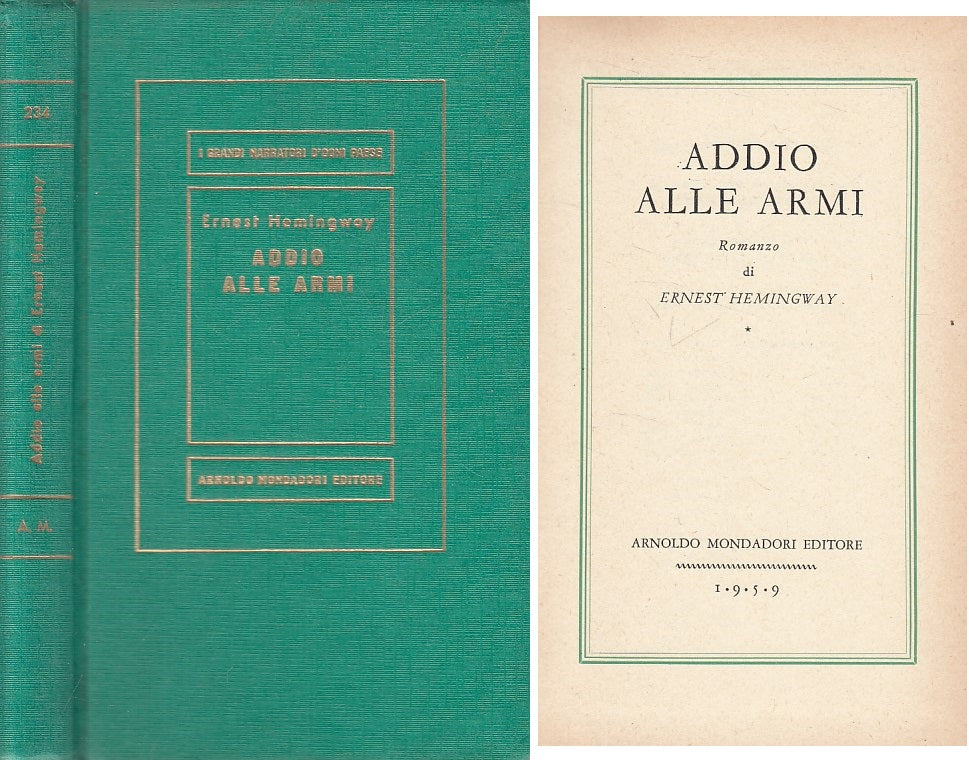 234
Addio alle armi di Ernest Hemingway
A. M.
I GRANDI NARRATORI D'OGNI PAESE
Ernest Hemingway
ADDIO
ALLE ARMI
ARNOLDO MONDADORI EDITORE
ADDIO
ALLE ARMI
Romanzo
di
ERNEST HEMINGWAY
*
ARNOLDO MONDADORI EDITORE
1•9•5•9